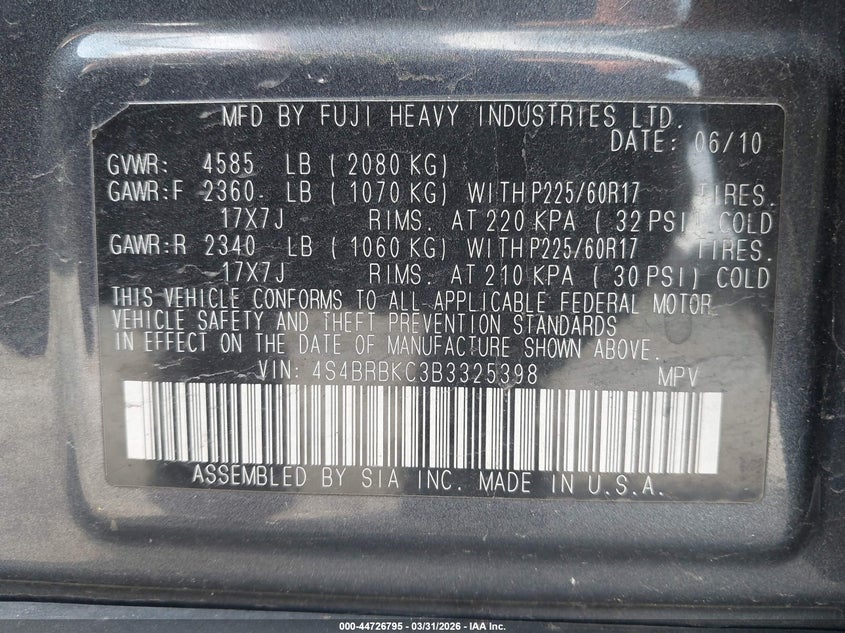 MFD BY FUJI HEAVY INDUSTRIES LTD.
DATE: 06/10
GVWR: 4585 LB ( 2080 KG)
GAWR:F 2360. LB ( 1070 KG) WITH P225/60R17 TIRES.
17X7J RIMS. AT 220 KPA ( 32 PSI) COLD
GAWR:R 2340 LB ( 1060 KG) WITH P225/60R17 TIRES.
17X7J RIMS. AT 210 KPA ( 30 PSI) COLD
THIS VEHICLE CONFORMS TO ALL APPLICABLE FEDERAL MOTOR
VEHICLE SAFETY AND THEFT PREVENTION STANDARDS
IN EFFECT ON THE DATE OF MANUFACTURE SHOWN ABOVE.
VIN: 4S4BRBKC3B3325398 MPV
ASSEMBLED BY SIA INC. MADE IN U.S.A.
000-44726795 - 03/31/2026 - IAA Inc.